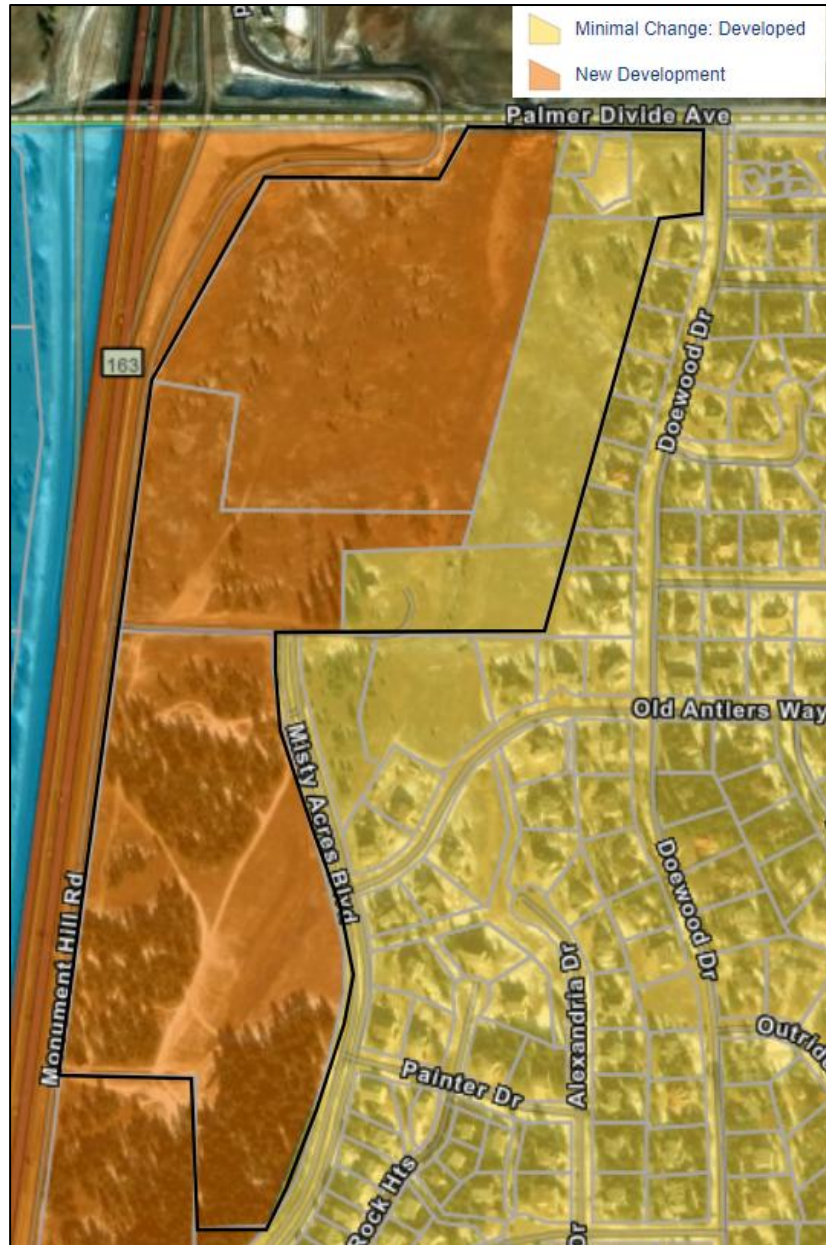 Minimal Change: Developed
New Development
Palmer Divide Ave
163
Doewood Dr
Old Antlers Way
Misty Acres Blvd
Doewood Dr
Monument Hill Rd
Alexandria Dr
Painter Dr
Rock Hts
Dr